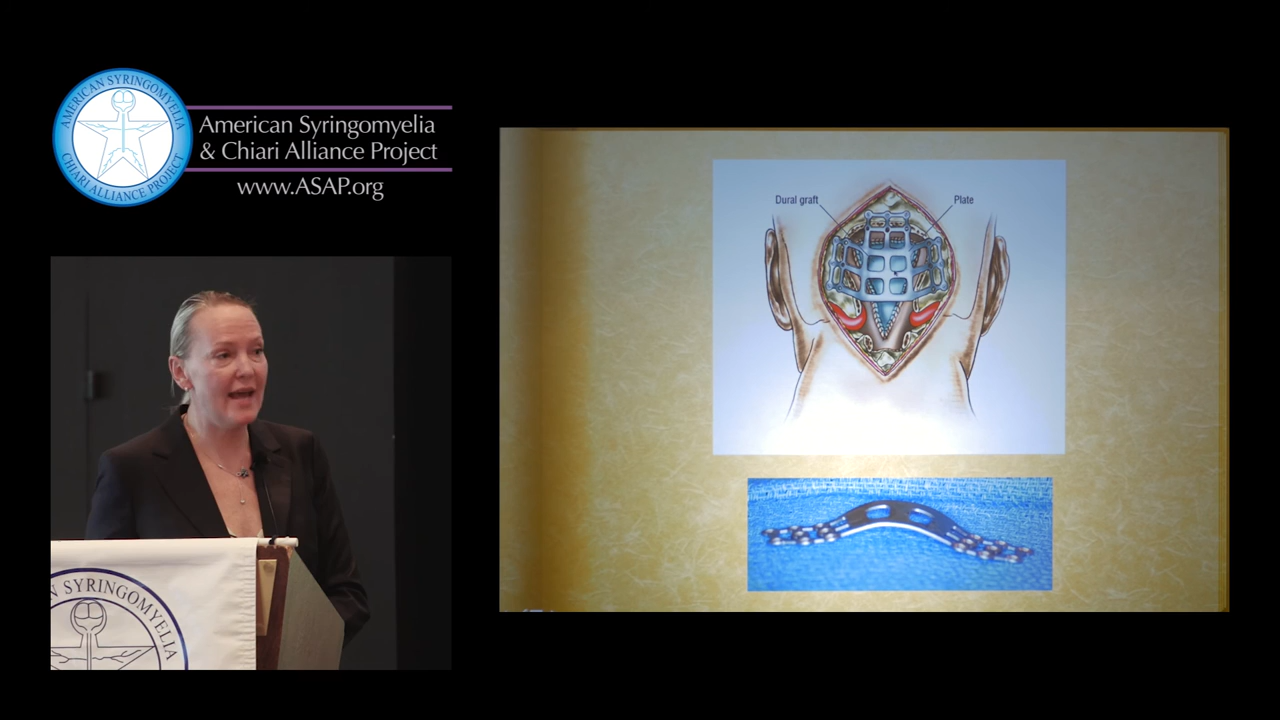 AMERICAN SYRINGOMYELIA
CHIARI ALLIANCE PROJECT
American Syringomyelia
& Chiari Alliance Project
www.ASAP.org
Dural graft
Plate
N SYRINGOMYELIA